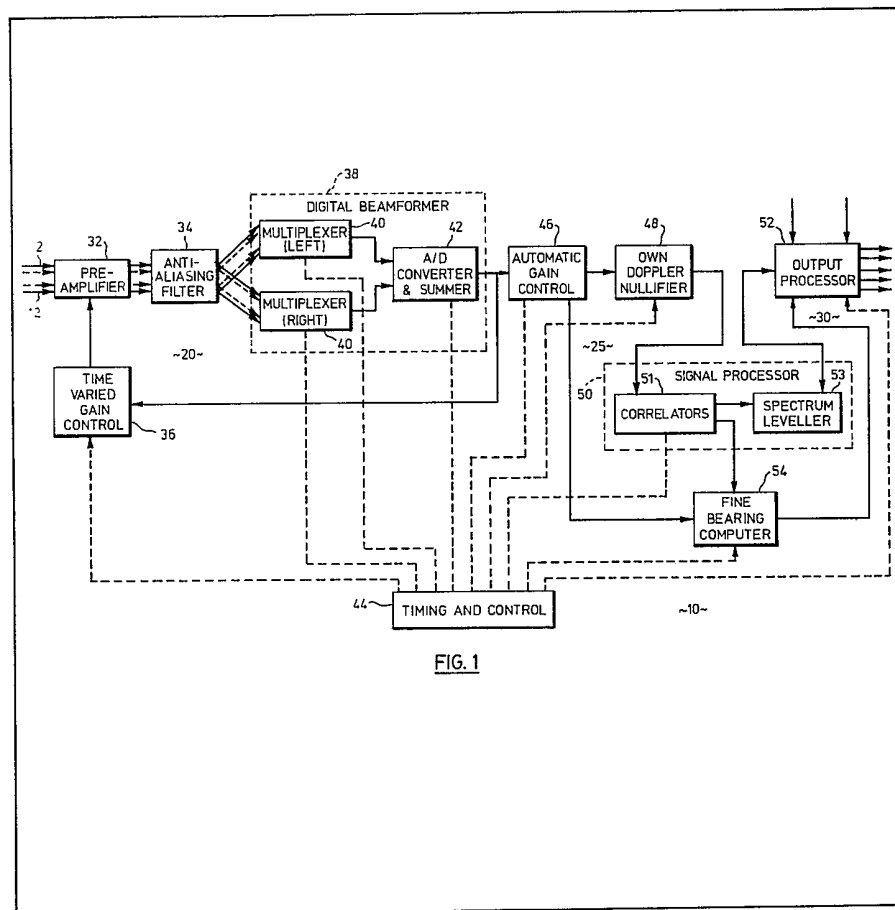 38
32
34
40
42
46
48
52
DIGITAL BEAMFORMER
2
12
PRE-
AMPLIFIER
ANTI-
ALIASING
FILTER
MULTIPLEXER
(LEFT)
MULTIPLEXER
(RIGHT)
40
A/D
CONVERTER
& SUMMER
AUTOMATIC
GAIN
CONTROL
OWN
DOPPLER
NULLIFIER
OUTPUT
PROCESSOR
~20~
~25~
~30~
TIME
VARIED GAIN
CONTROL
36
50
51
SIGNAL PROCESSOR
53
CORRELATORS
SPECTRUM
LEVELLER
54
FINE
BEARING
COMPUTER
44
TIMING AND CONTROL
~10~
FIG. 1